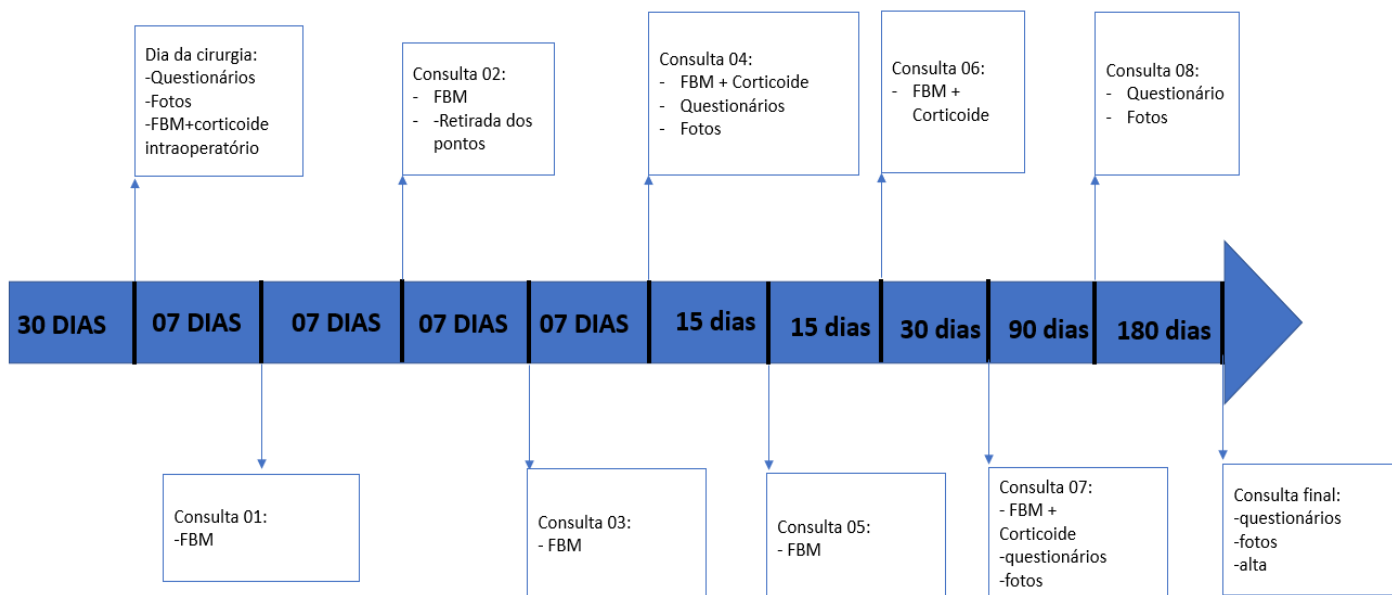 Dia da cirurgia:
-Questionários
-Fotos
-FBM+corticoide
intraoperatório
Consulta 02:
- FBM
- -Retirada dos
pontos
Consulta 04:
- FBM + Corticoide
- Questionários
- Fotos
Consulta 06:
- FBM +
Corticoide
Consulta 08:
- Questionário
- Fotos
30 DIAS
07 DIAS
07 DIAS
07 DIAS
07 DIAS
15 dias
15 dias
30 dias
90 dias
180 dias
Consulta 01:
-FBM
Consulta 03:
- FBM
Consulta 05:
- FBM
Consulta 07:
- FBM +
Corticoide
-questionários
-fotos
Consulta final:
-questionários
-fotos
-alta